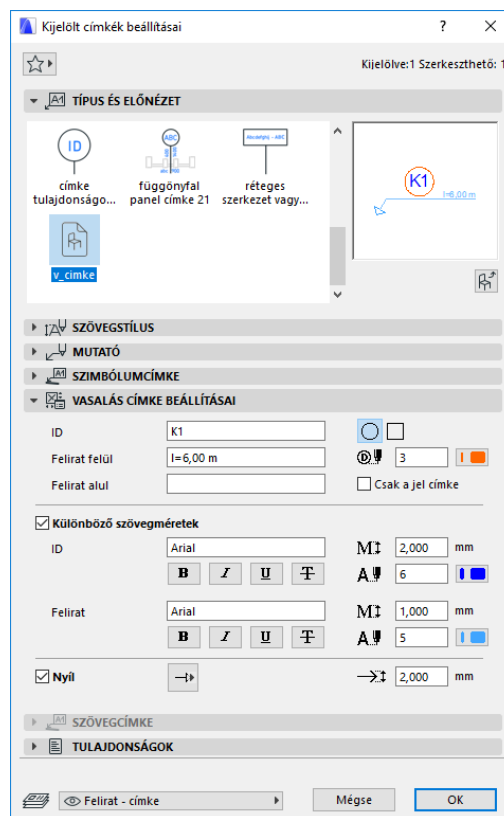 Kijelölt címkék beállításai
?
Kijelölve:1 Szerkeszthető: 1
TÍPUS ÉS ELŐNÉZET
ID
ABC
Abcdefghij - ABC
címke tulajdonságo...
függönyfal panel címke 21
réteges szerkezet vagy...
v_cimke
K1
l=6,00 m
SZÖVEGSTÍLUS
MUTATÓ
SZIMBÓLUMCÍMKE
VASALÁS CÍMKE BEÁLLÍTÁSAI
ID K1
Felirat felül l=6,00 m 3
Felirat alul Csak a jel címke
Különböző szövegméretek
ID Arial 2,000 mm
B I U T 6
Felirat Arial 1,000 mm
B I U T 5
Nyíl 2,000 mm
SZÖVEGCÍMKE
TULAJDONSÁGOK
Felirat - címke Mégse OK